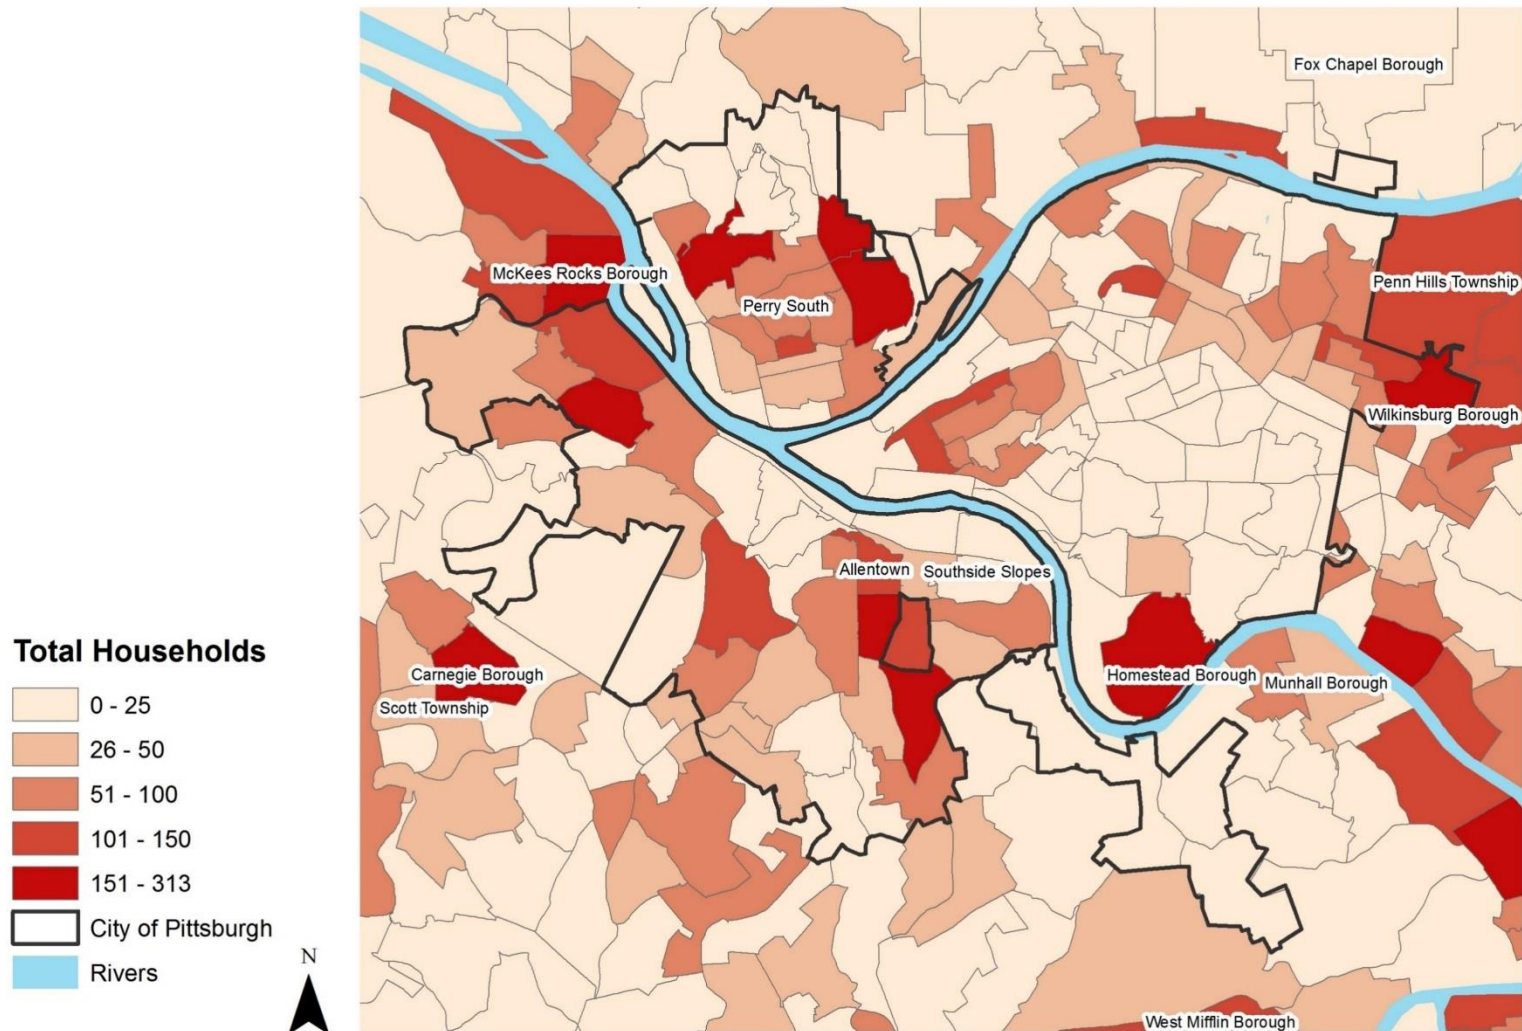 Fox Chapel Borough
McKees Rocks Borough
Penn Hills Township
Perry South
Wilkinsburg Borough
Allentown
Southside Slopes
Total Households
Carnegie Borough
Homestead Borough
Munhall Borough
0 - 25
Scott Township
26 - 50
51 - 100
101 - 150
151 - 313
City of Pittsburgh
N
Rivers
West Mifflin Borough